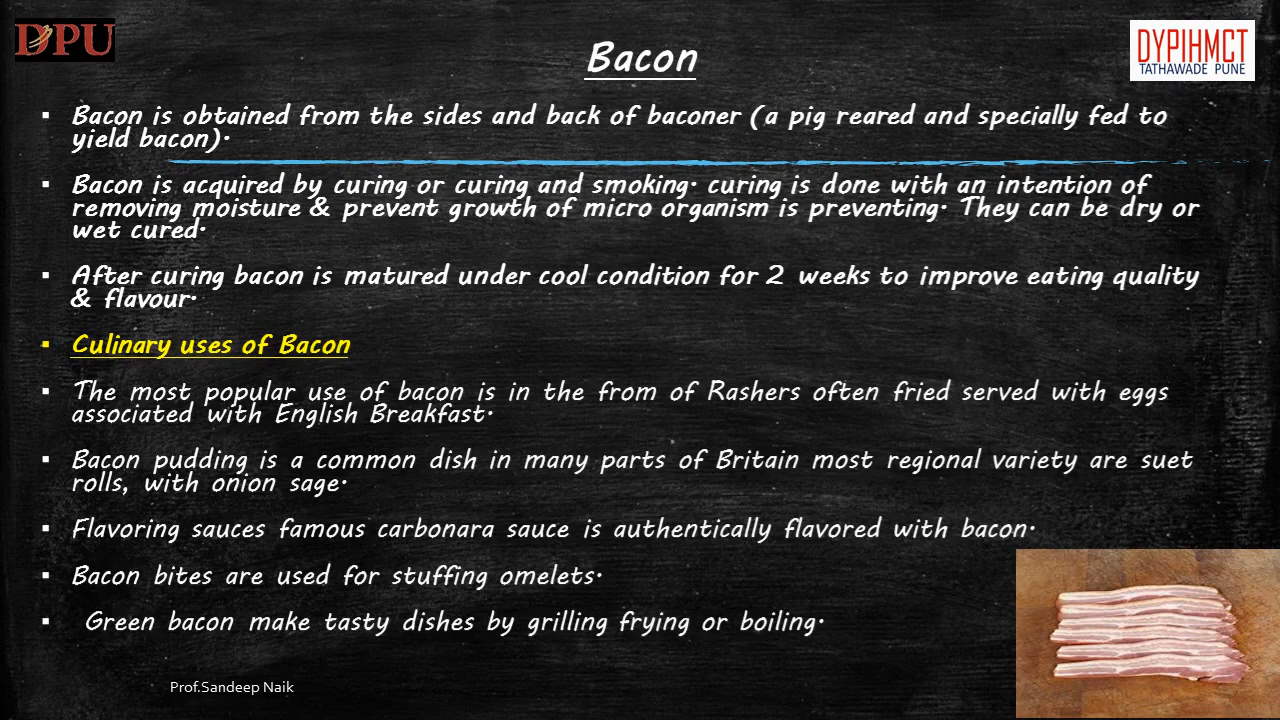 DPU
Bacon
DYPIHMCT
TATHAWADE PUNE
▪ Bacon is obtained from the sides and back of baconer (a pig reared and specially fed to
yield bacon).
▪ Bacon is acquired by curing or curing and smoking. curing is done with an intention of
removing moisture & prevent growth of micro organism is preventing. They can be dry or
wet cured.
▪ After curing bacon is matured under cool condition for 2 weeks to improve eating quality
& flavour.
▪ Culinary uses of Bacon
▪ The most popular use of bacon is in the from of Rashers often fried served with eggs
associated with English Breakfast.
▪ Bacon pudding is a common dish in many parts of Britain most regional variety are suet
rolls, with onion sage.
▪ Flavoring sauces famous carbonara sauce is authentically flavored with bacon.
▪ Bacon bites are used for stuffing omelets.
▪ Green bacon make tasty dishes by grilling frying or boiling.
Prof.Sandeep Naik